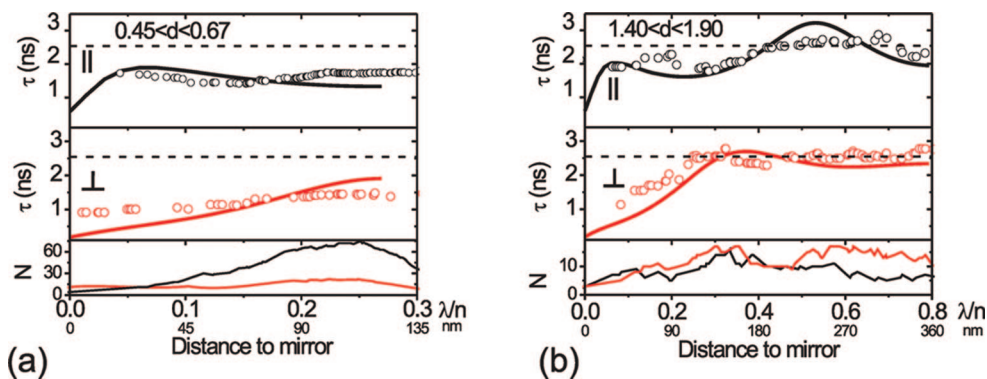 3
0.45<d<0.67
2
τ (ns)
||
1
3
2
τ (ns)
⊥
1
60
N
30
0
0.0 0.1 0.2 0.3 λ/n
0 45 90 135 nm
(a) Distance to mirror
3
1.40<d<1.90
2
τ (ns)
||
1
3
2
τ (ns)
⊥
1
10
N
0
0.0 0.2 0.4 0.6 0.8 λ/n
0 90 180 270 360 nm
(b) Distance to mirror